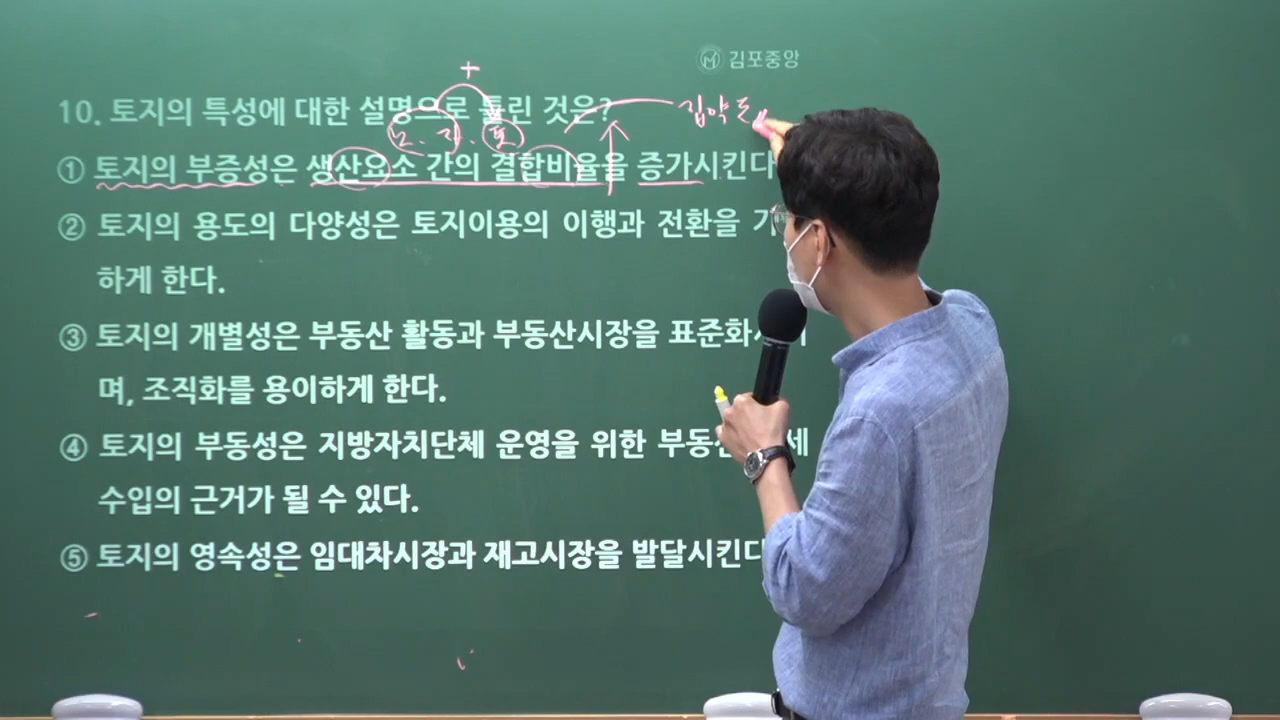 김포중앙
10. 토지의 특성에 대한 설명으로 틀린 것은?
집약도
노, 자, 토
① 토지의 부증성은 생산요소 간의 결합비율을 증가시킨다
② 토지의 용도의 다양성은 토지이용의 이행과 전환을
하게 한다.
③ 토지의 개별성은 부동산 활동과 부동산시장을
며, 조직화를 용이하게 한다.
④ 토지의 부동성은 지방자치단체 운영을 위한
수입의 근거가 될 수 있다.
⑤ 토지의 영속성은 임대차시장과 재고시장을 발달시킨다